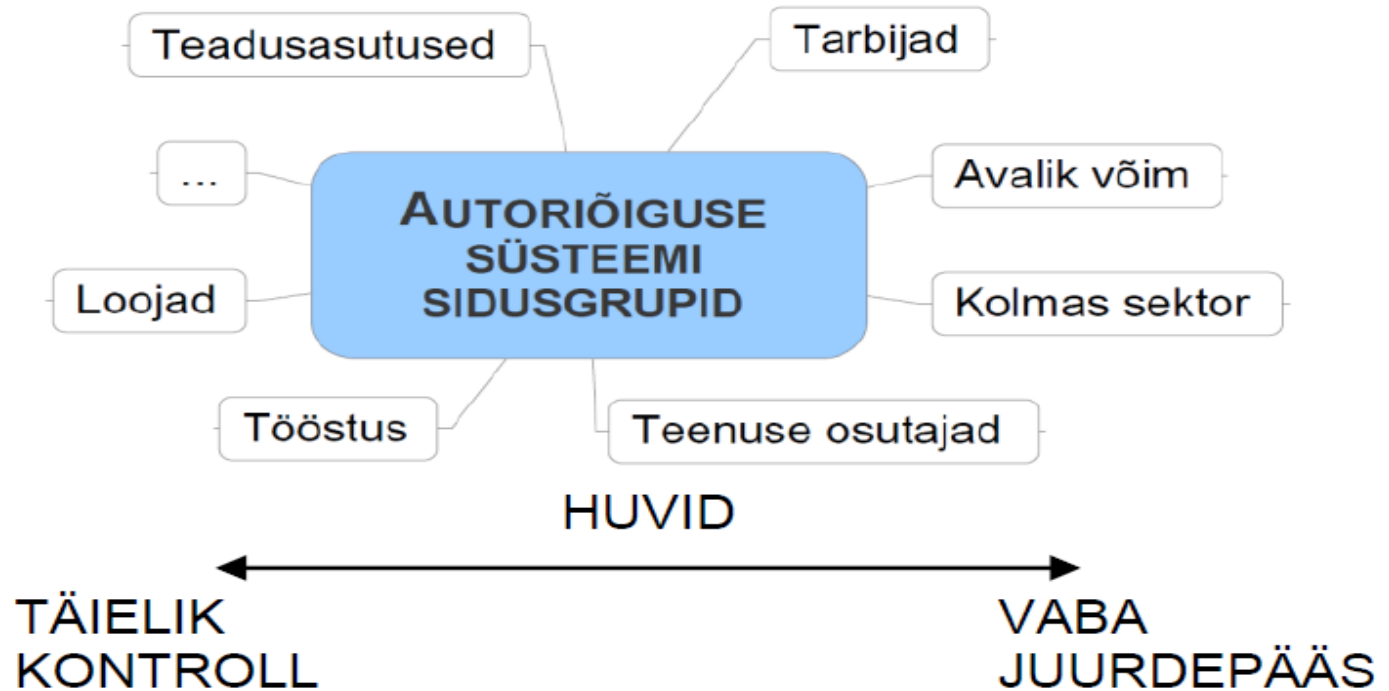 Teadusasutused
Tarbijad
...
Avalik võim
AUTORIÕIGUSE
SÜSTEEMI
SIDUSGRUPID
Loojad
Kolmas sektor
Tööstus
Teenuse osutajad
HUVID
TÄIELIK
KONTROLL
VABA
JUURDEPÄÄS